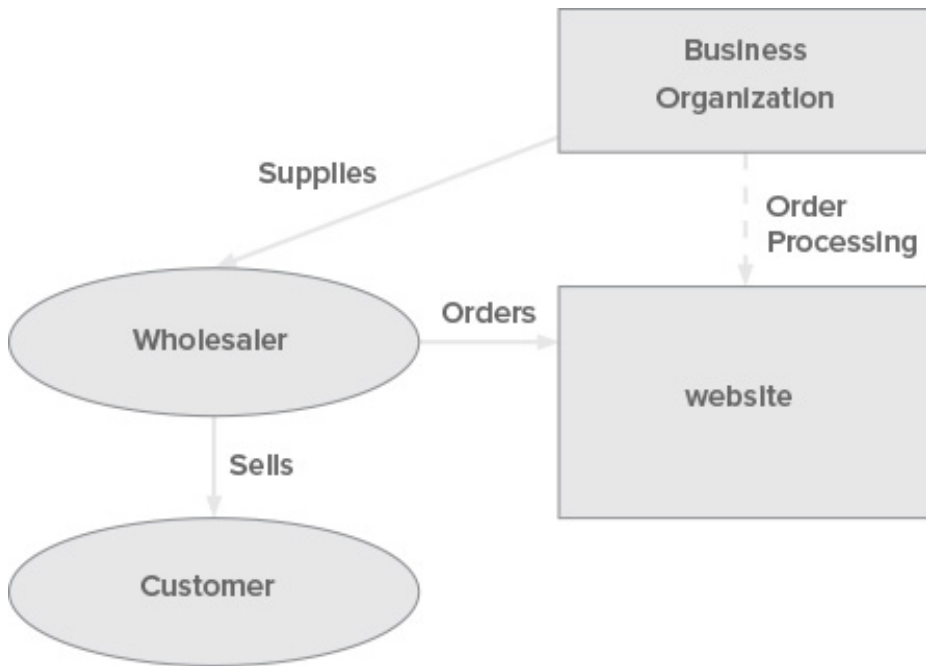 Business
Organization
Supplies
Order
Processing
Wholesaler
Orders
website
Sells
Customer